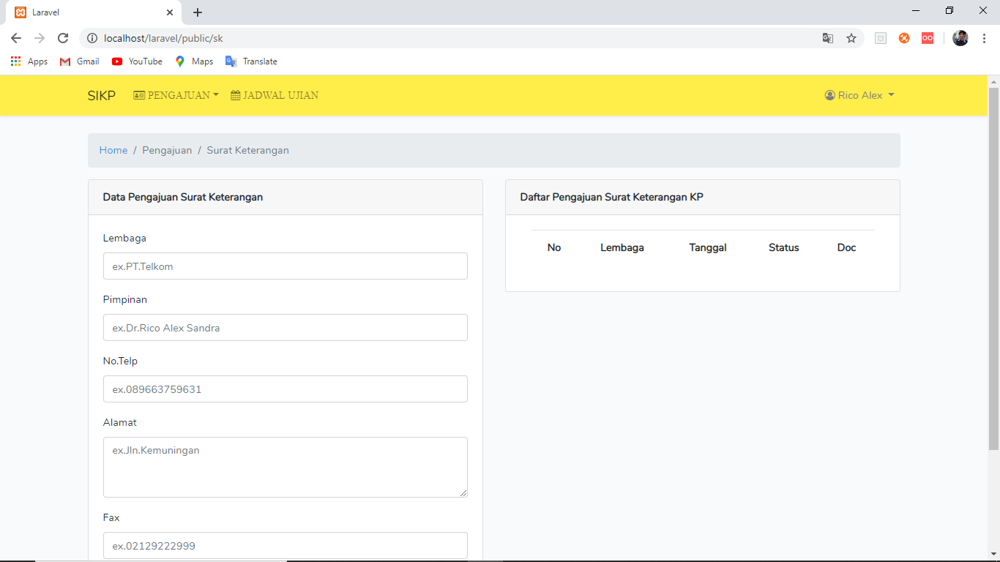 Laravel
localhost/laravel/public/sk
Apps Gmail YouTube Maps Translate
SIKP PENGAJUAN JADWAL UJIAN Rico Alex
Home / Pengajuan / Surat Keterangan
Data Pengajuan Surat Keterangan
Lembaga
ex.PT.Telkom
Pimpinan
ex.Dr.Rico Alex Sandra
No.Telp
ex.089663759631
Alamat
ex.Jln.Kemuningan
Fax
ex.02129222999
Daftar Pengajuan Surat Keterangan KP
No Lembaga Tanggal Status Doc